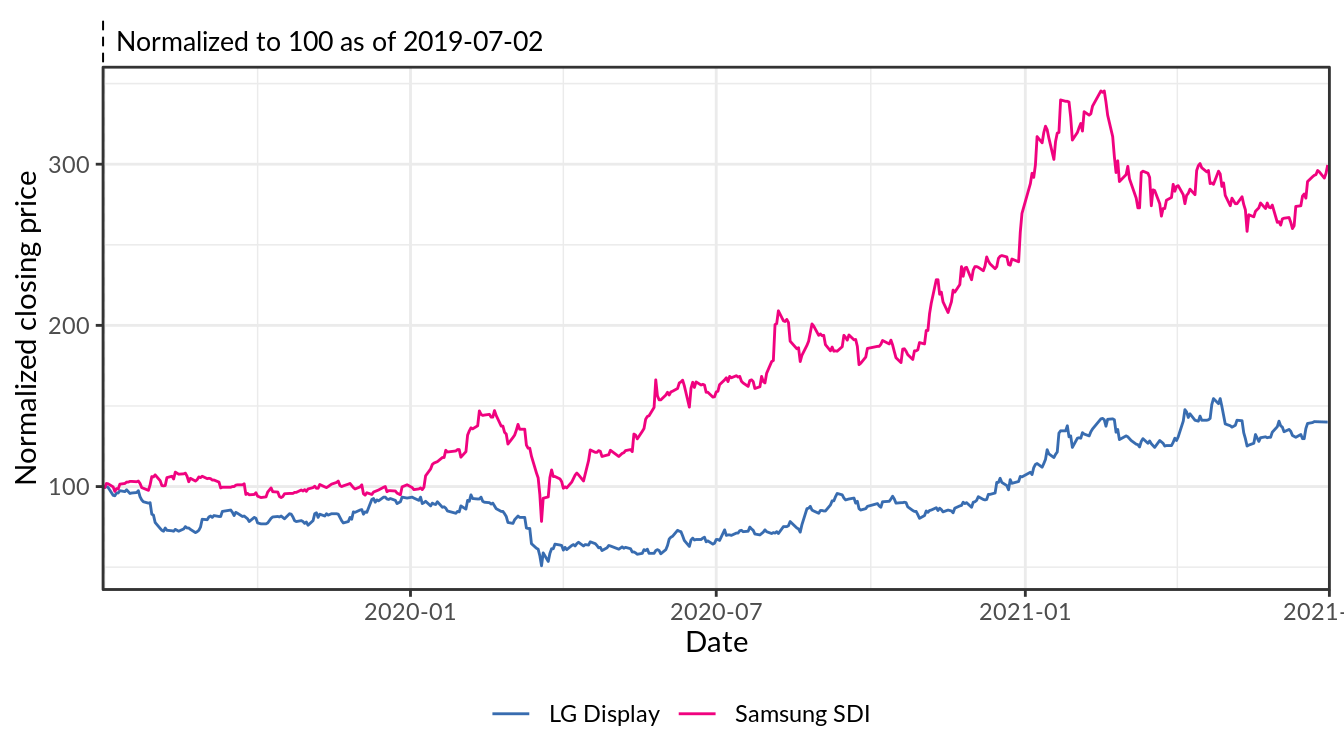 Normalized to 100 as of 2019-07-02
Normalized closing price
300
200
100
2020-01
2020-07
2021-01
2021-
Date
LG Display
Samsung SDI